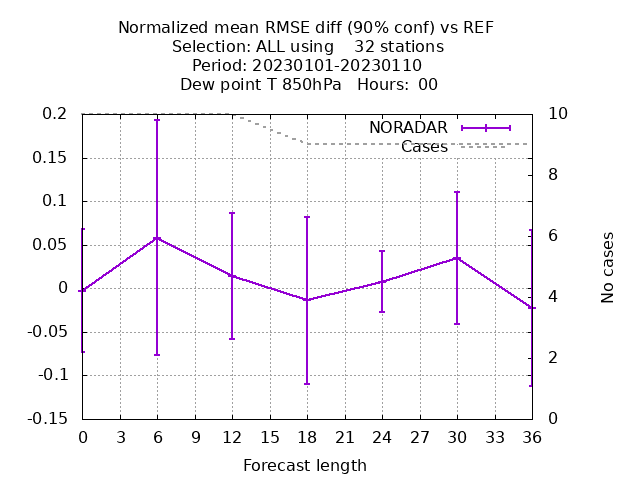 Normalized mean RMSE diff (90% conf) vs REF
Selection: ALL using    32 stations
Period: 20230101-20230110
Dew point T 850hPa   Hours:  00
0.2
0.15
0.1
0.05
0
-0.05
-0.1
-0.15
NORADAR
Cases
10
8
6
4
2
0
No cases
0 3 6 9 12 15 18 21 24 27 30 33 36
Forecast length